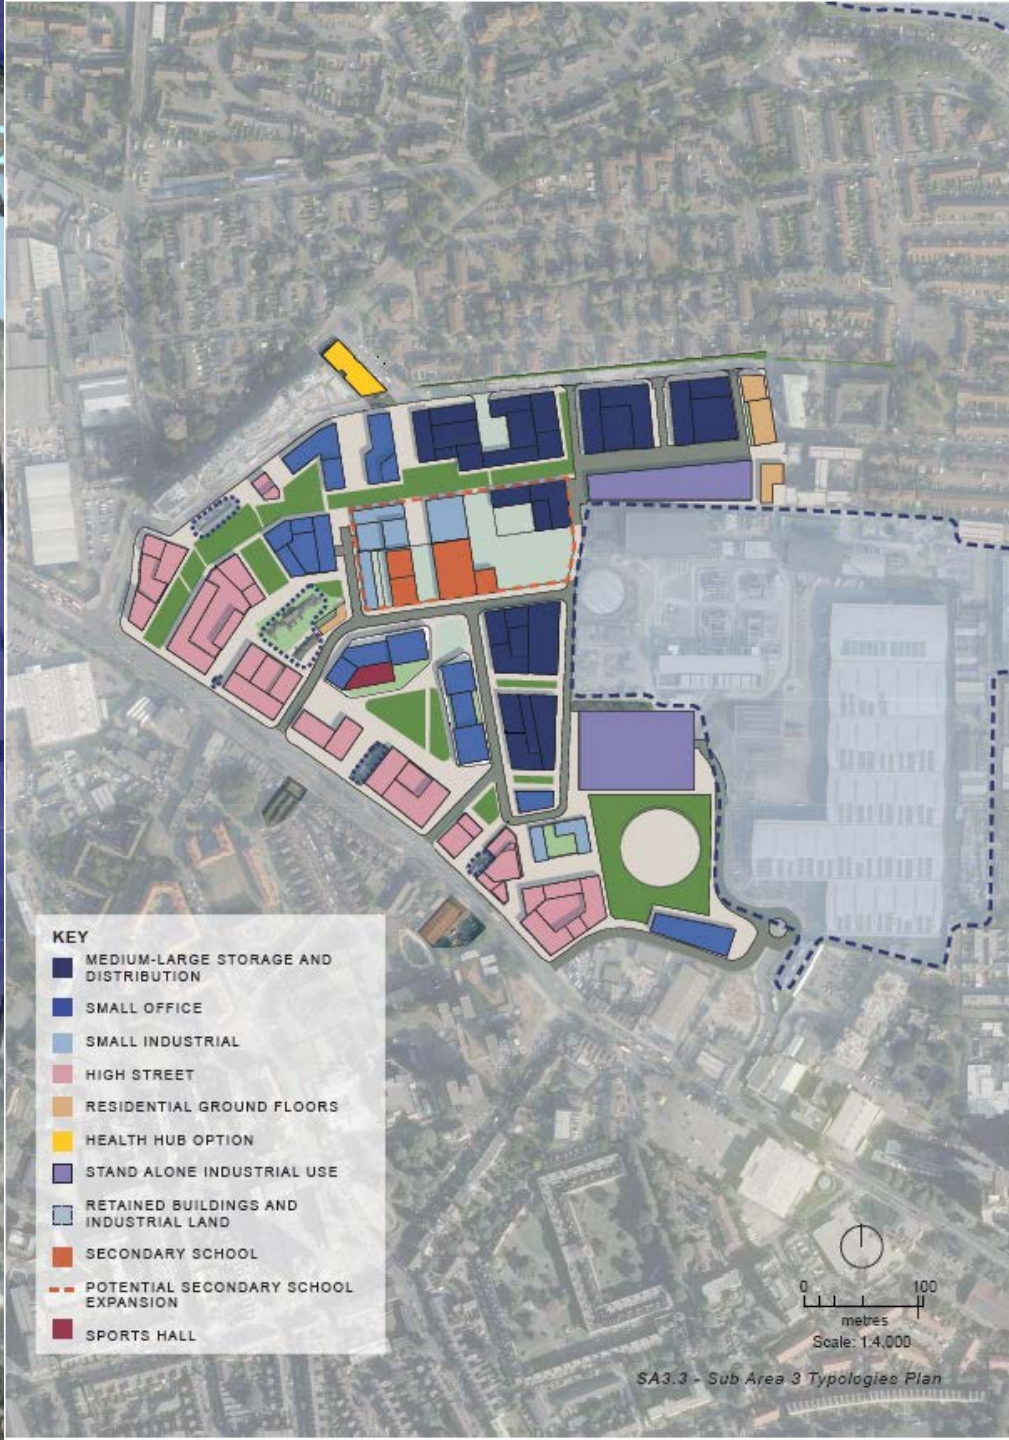 KEY
MEDIUM-LARGE STORAGE AND
DISTRIBUTION
SMALL OFFICE
SMALL INDUSTRIAL
HIGH STREET
RESIDENTIAL GROUND FLOORS
HEALTH HUB OPTION
STAND ALONE INDUSTRIAL USE
RETAINED BUILDINGS AND
INDUSTRIAL LAND
SECONDARY SCHOOL
POTENTIAL SECONDARY SCHOOL
EXPANSION
SPORTS HALL
0 100
metres
Scale: 1:4,000
SA3.3 - Sub Area 3 Typologies Plan